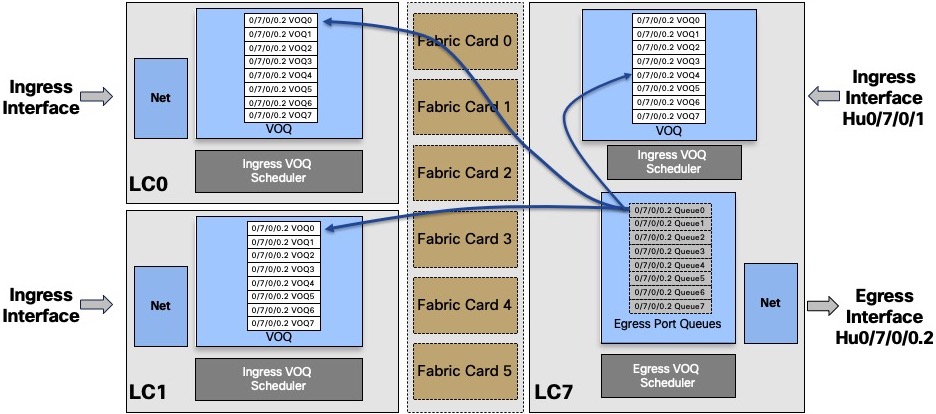 Ingress
Interface
Net
0/7/0/0.2 VOQ0
0/7/0/0.2 VOQ1
0/7/0/0.2 VOQ2
0/7/0/0.2 VOQ3
0/7/0/0.2 VOQ4
0/7/0/0.2 VOQ5
0/7/0/0.2 VOQ6
0/7/0/0.2 VOQ7
VOQ
Ingress VOQ
Scheduler
LC0
Ingress
Interface
Net
0/7/0/0.2 VOQ0
0/7/0/0.2 VOQ1
0/7/0/0.2 VOQ2
0/7/0/0.2 VOQ3
0/7/0/0.2 VOQ4
0/7/0/0.2 VOQ5
0/7/0/0.2 VOQ6
0/7/0/0.2 VOQ7
VOQ
Ingress VOQ
Scheduler
LC1
Fabric Card 0
Fabric Card 1
Fabric Card 2
Fabric Card 3
Fabric Card 4
Fabric Card 5
0/7/0/0.2 VOQ0
0/7/0/0.2 VOQ1
0/7/0/0.2 VOQ2
0/7/0/0.2 VOQ3
0/7/0/0.2 VOQ4
0/7/0/0.2 VOQ5
0/7/0/0.2 VOQ6
0/7/0/0.2 VOQ7
VOQ
Ingress VOQ
Scheduler
Ingress
Interface
Hu0/7/0/1
0/7/0/0.2 Queue0
0/7/0/0.2 Queue1
0/7/0/0.2 Queue2
0/7/0/0.2 Queue3
0/7/0/0.2 Queue4
0/7/0/0.2 Queue5
0/7/0/0.2 Queue6
0/7/0/0.2 Queue7
Egress Port Queues
Net
Egress VOQ
Scheduler
LC7
Egress
Interface
Hu0/7/0/0.2